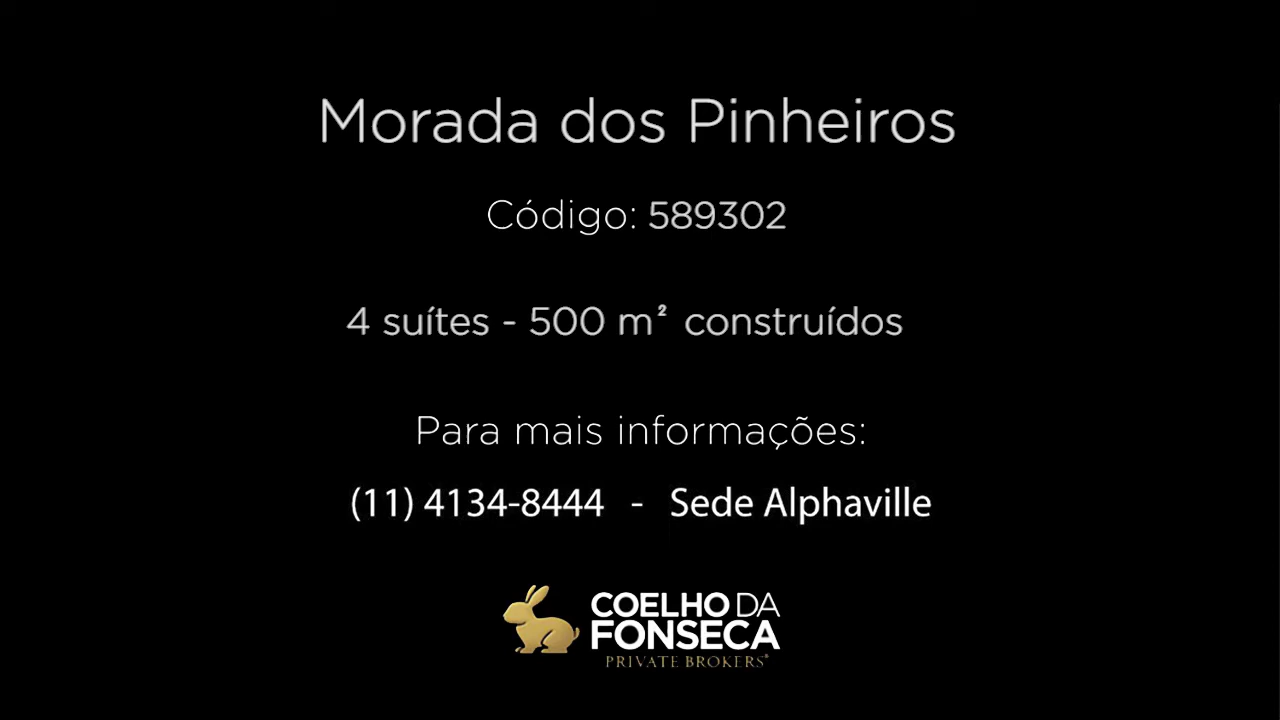 Morada dos Pinheiros
Código: 589302
4 suítes - 500 m² construídos
Para mais informações:
(11) 4134-8444 - Sede Alphaville
COELHO DA
FONSECA
PRIVATE BROKERS®